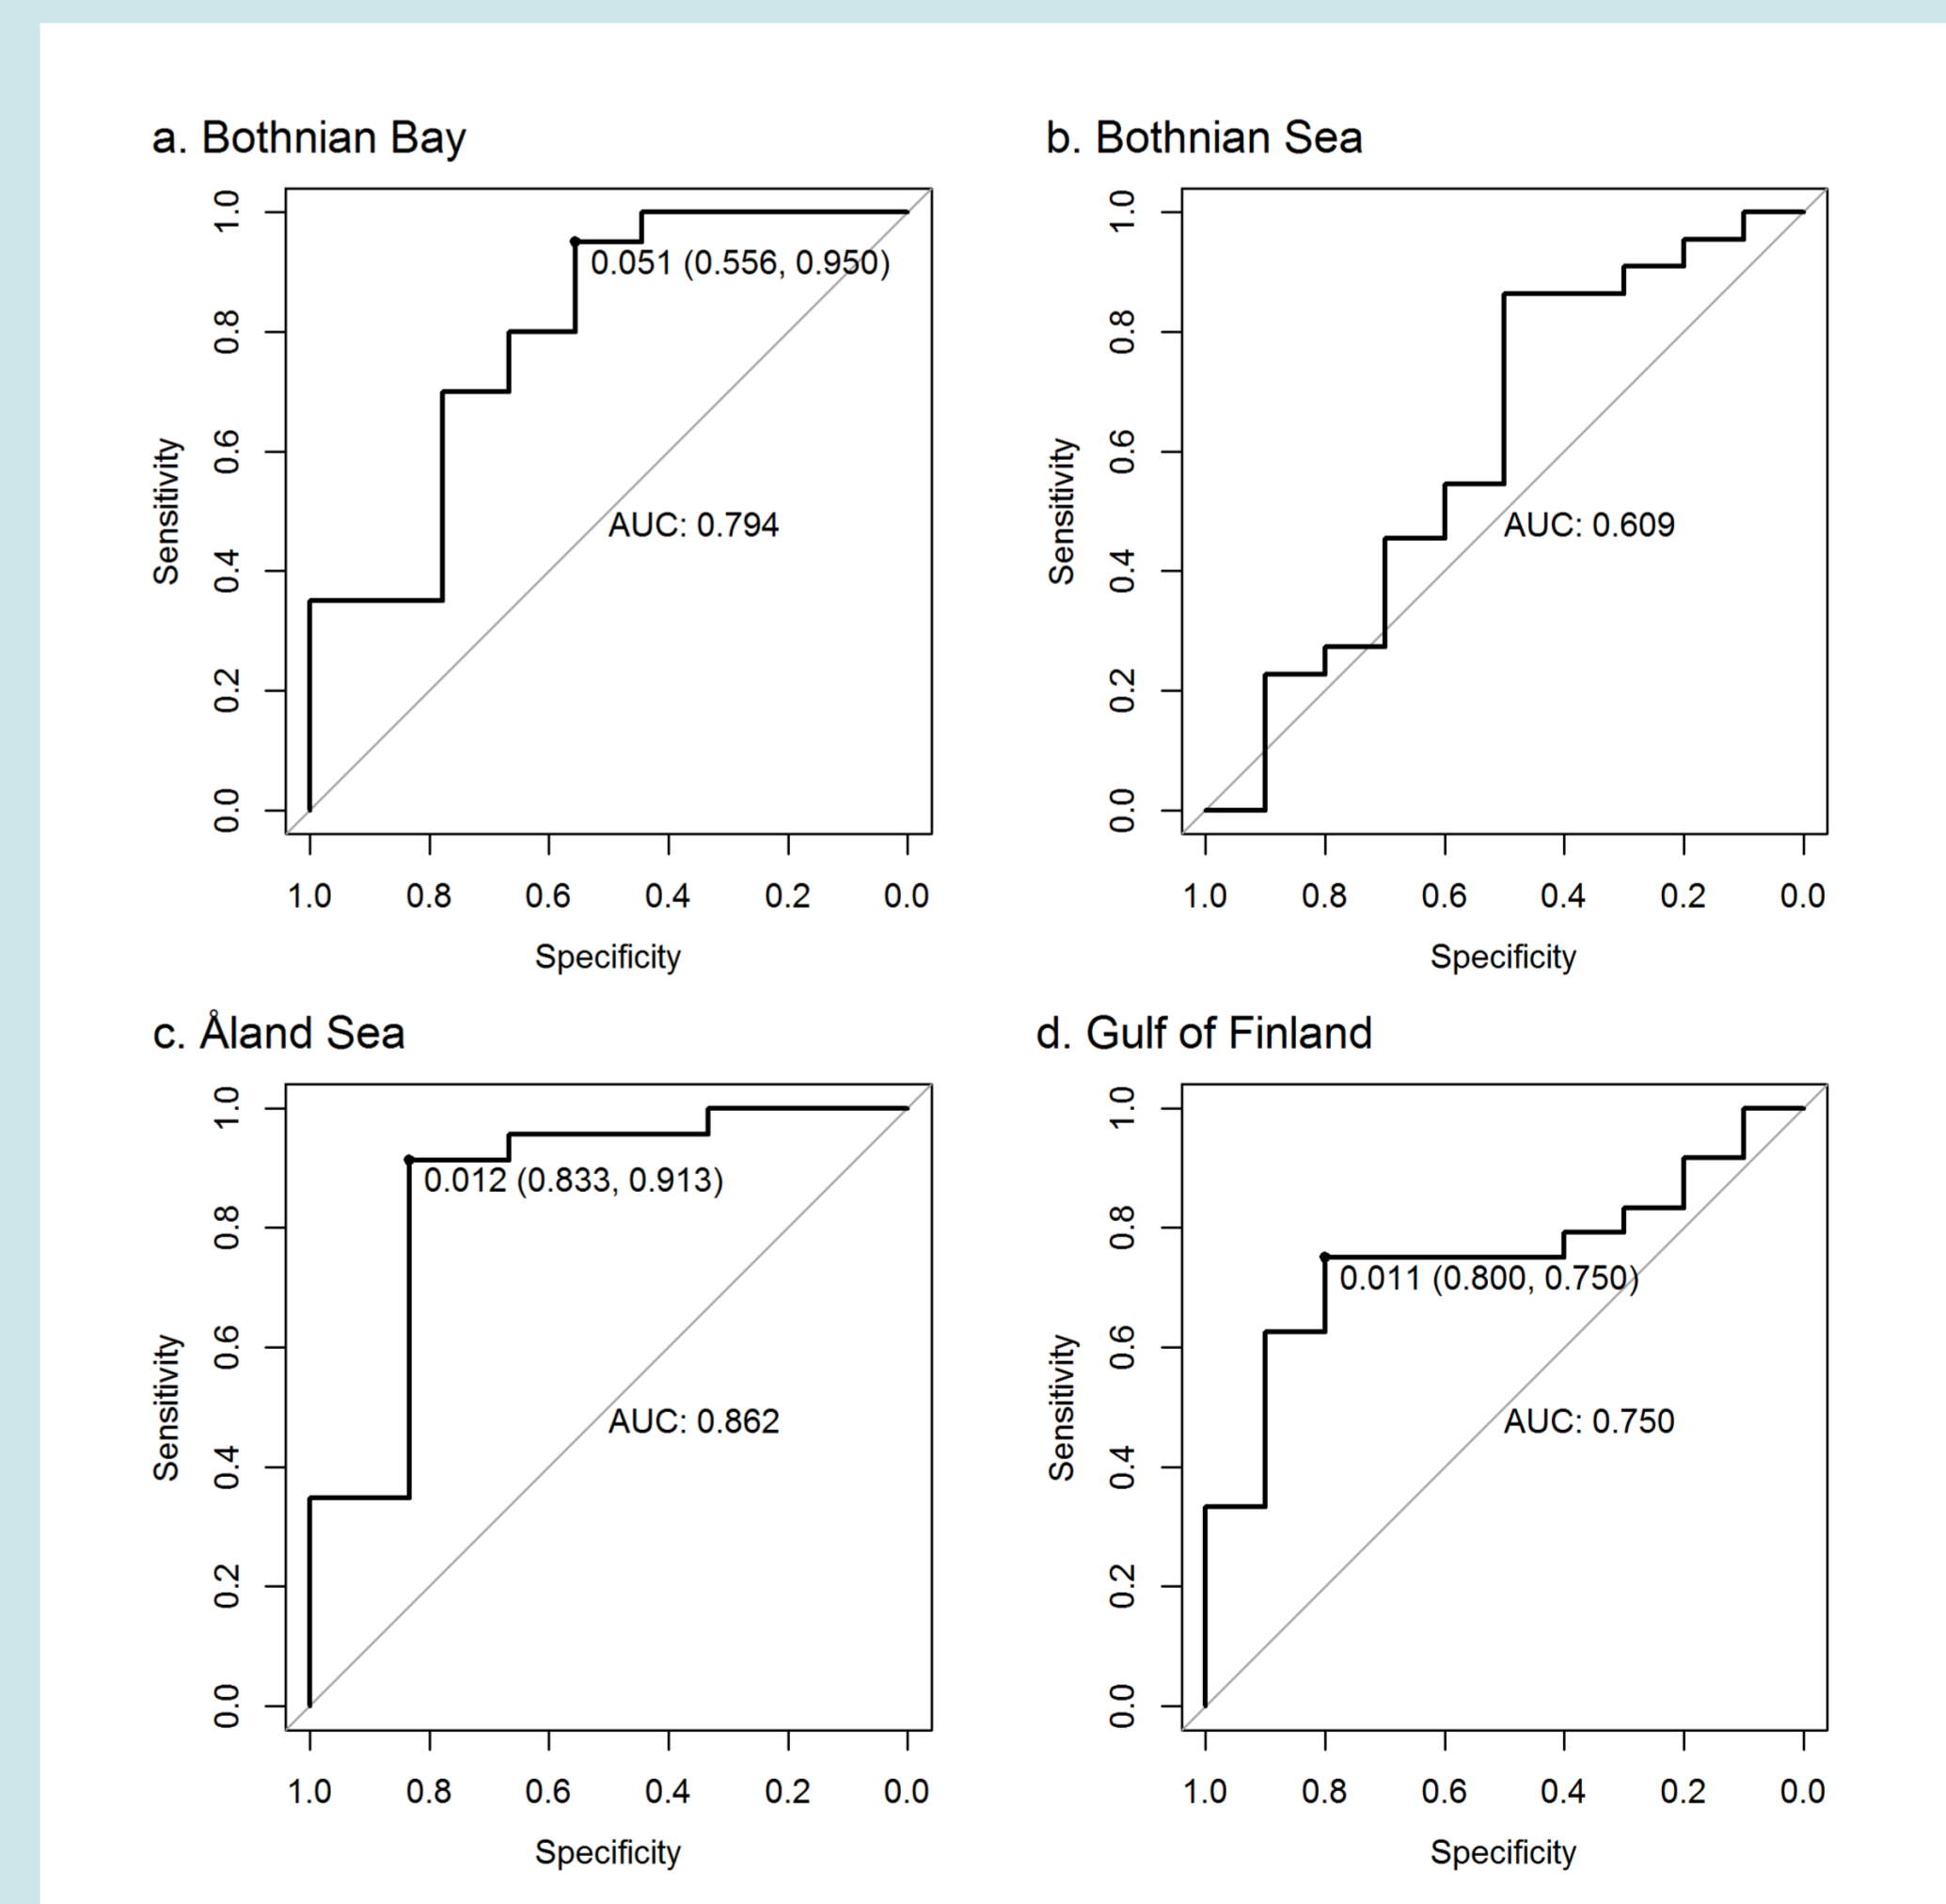 a. Bothnian Bay
1.0
0.8
0.6
0.4
0.2
0.0
Sensitivity
0.051 (0.556, 0.950)
AUC: 0.794
1.0 0.8 0.6 0.4 0.2 0.0
Specificity
b. Bothnian Sea
1.0
0.8
0.6
0.4
0.2
0.0
Sensitivity
AUC: 0.609
1.0 0.8 0.6 0.4 0.2 0.0
Specificity
c. Åland Sea
1.0
0.8
0.6
0.4
0.2
0.0
Sensitivity
0.012 (0.833, 0.913)
AUC: 0.862
1.0 0.8 0.6 0.4 0.2 0.0
Specificity
d. Gulf of Finland
1.0
0.8
0.6
0.4
0.2
0.0
Sensitivity
0.011 (0.800, 0.750)
AUC: 0.750
1.0 0.8 0.6 0.4 0.2 0.0
Specificity